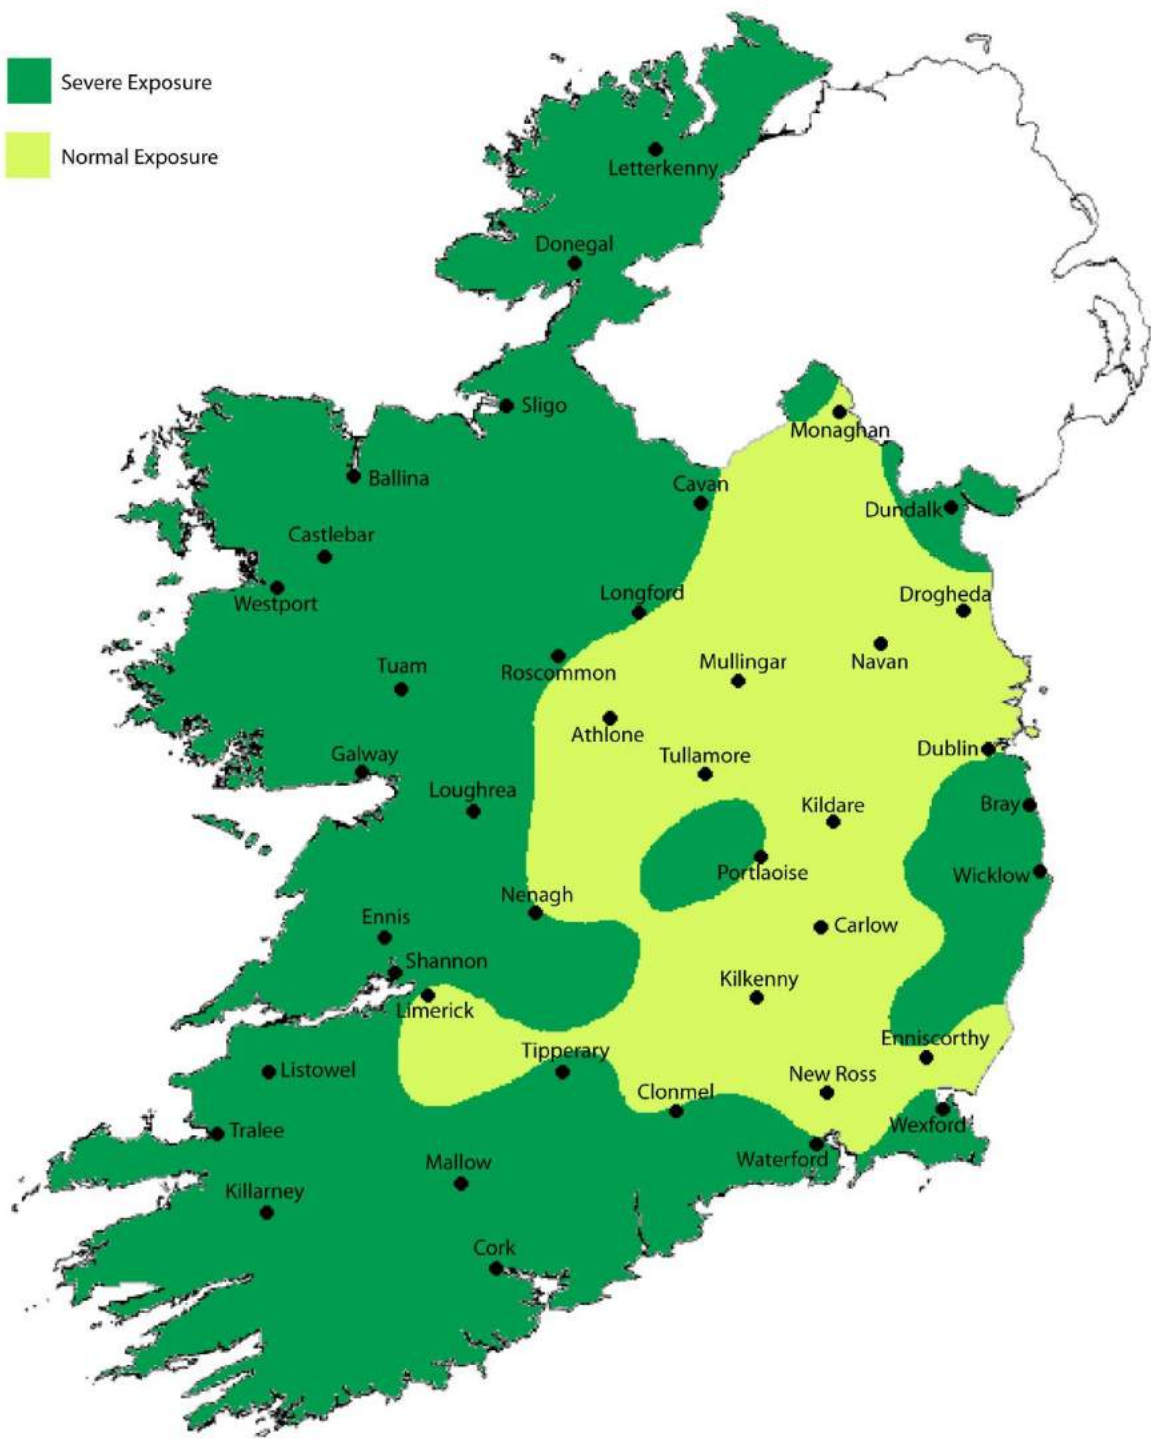 Severe Exposure
Normal Exposure
Letterkenny
Donegal
Sligo
Monaghan
Ballina
Cavan
Dundalk
Castlebar
Westport
Longford
Drogheda
Tuam
Roscommon
Mullingar
Navan
Athlone
Galway
Tullamore
Dublin
Loughrea
Kildare
Bray
Portlaoise
Wicklow
Nenagh
Ennis
Carlow
Shannon
Kilkenny
Limerick
Enniscorthy
Tipperary
Listowel
New Ross
Clonmel
Wexford
Tralee
Mallow
Waterford
Killarney
Cork